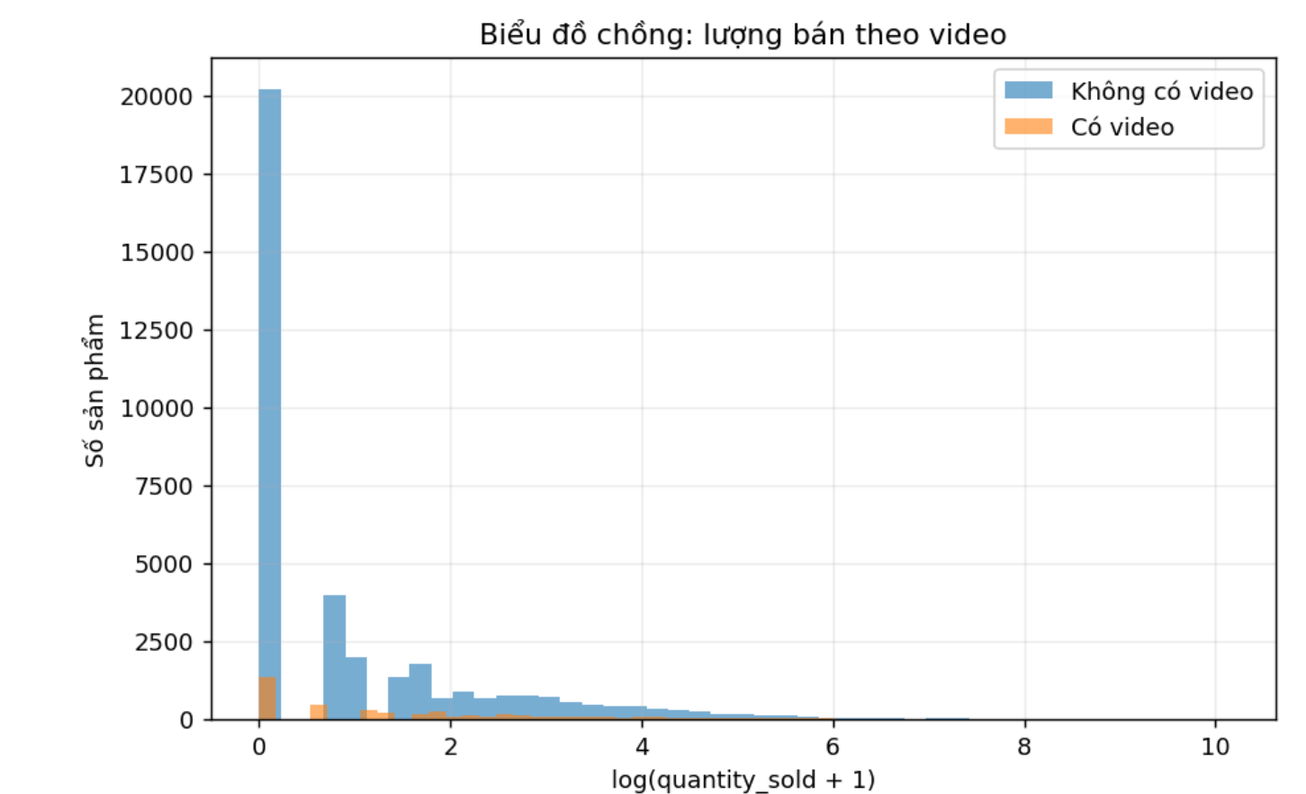 Biểu đồ chồng: lượng bán theo video
Không có video
Có video
20000
17500
15000
12500
10000
7500
5000
2500
0
Số sản phẩm
0 2 4 6 8 10
log(quantity_sold + 1)